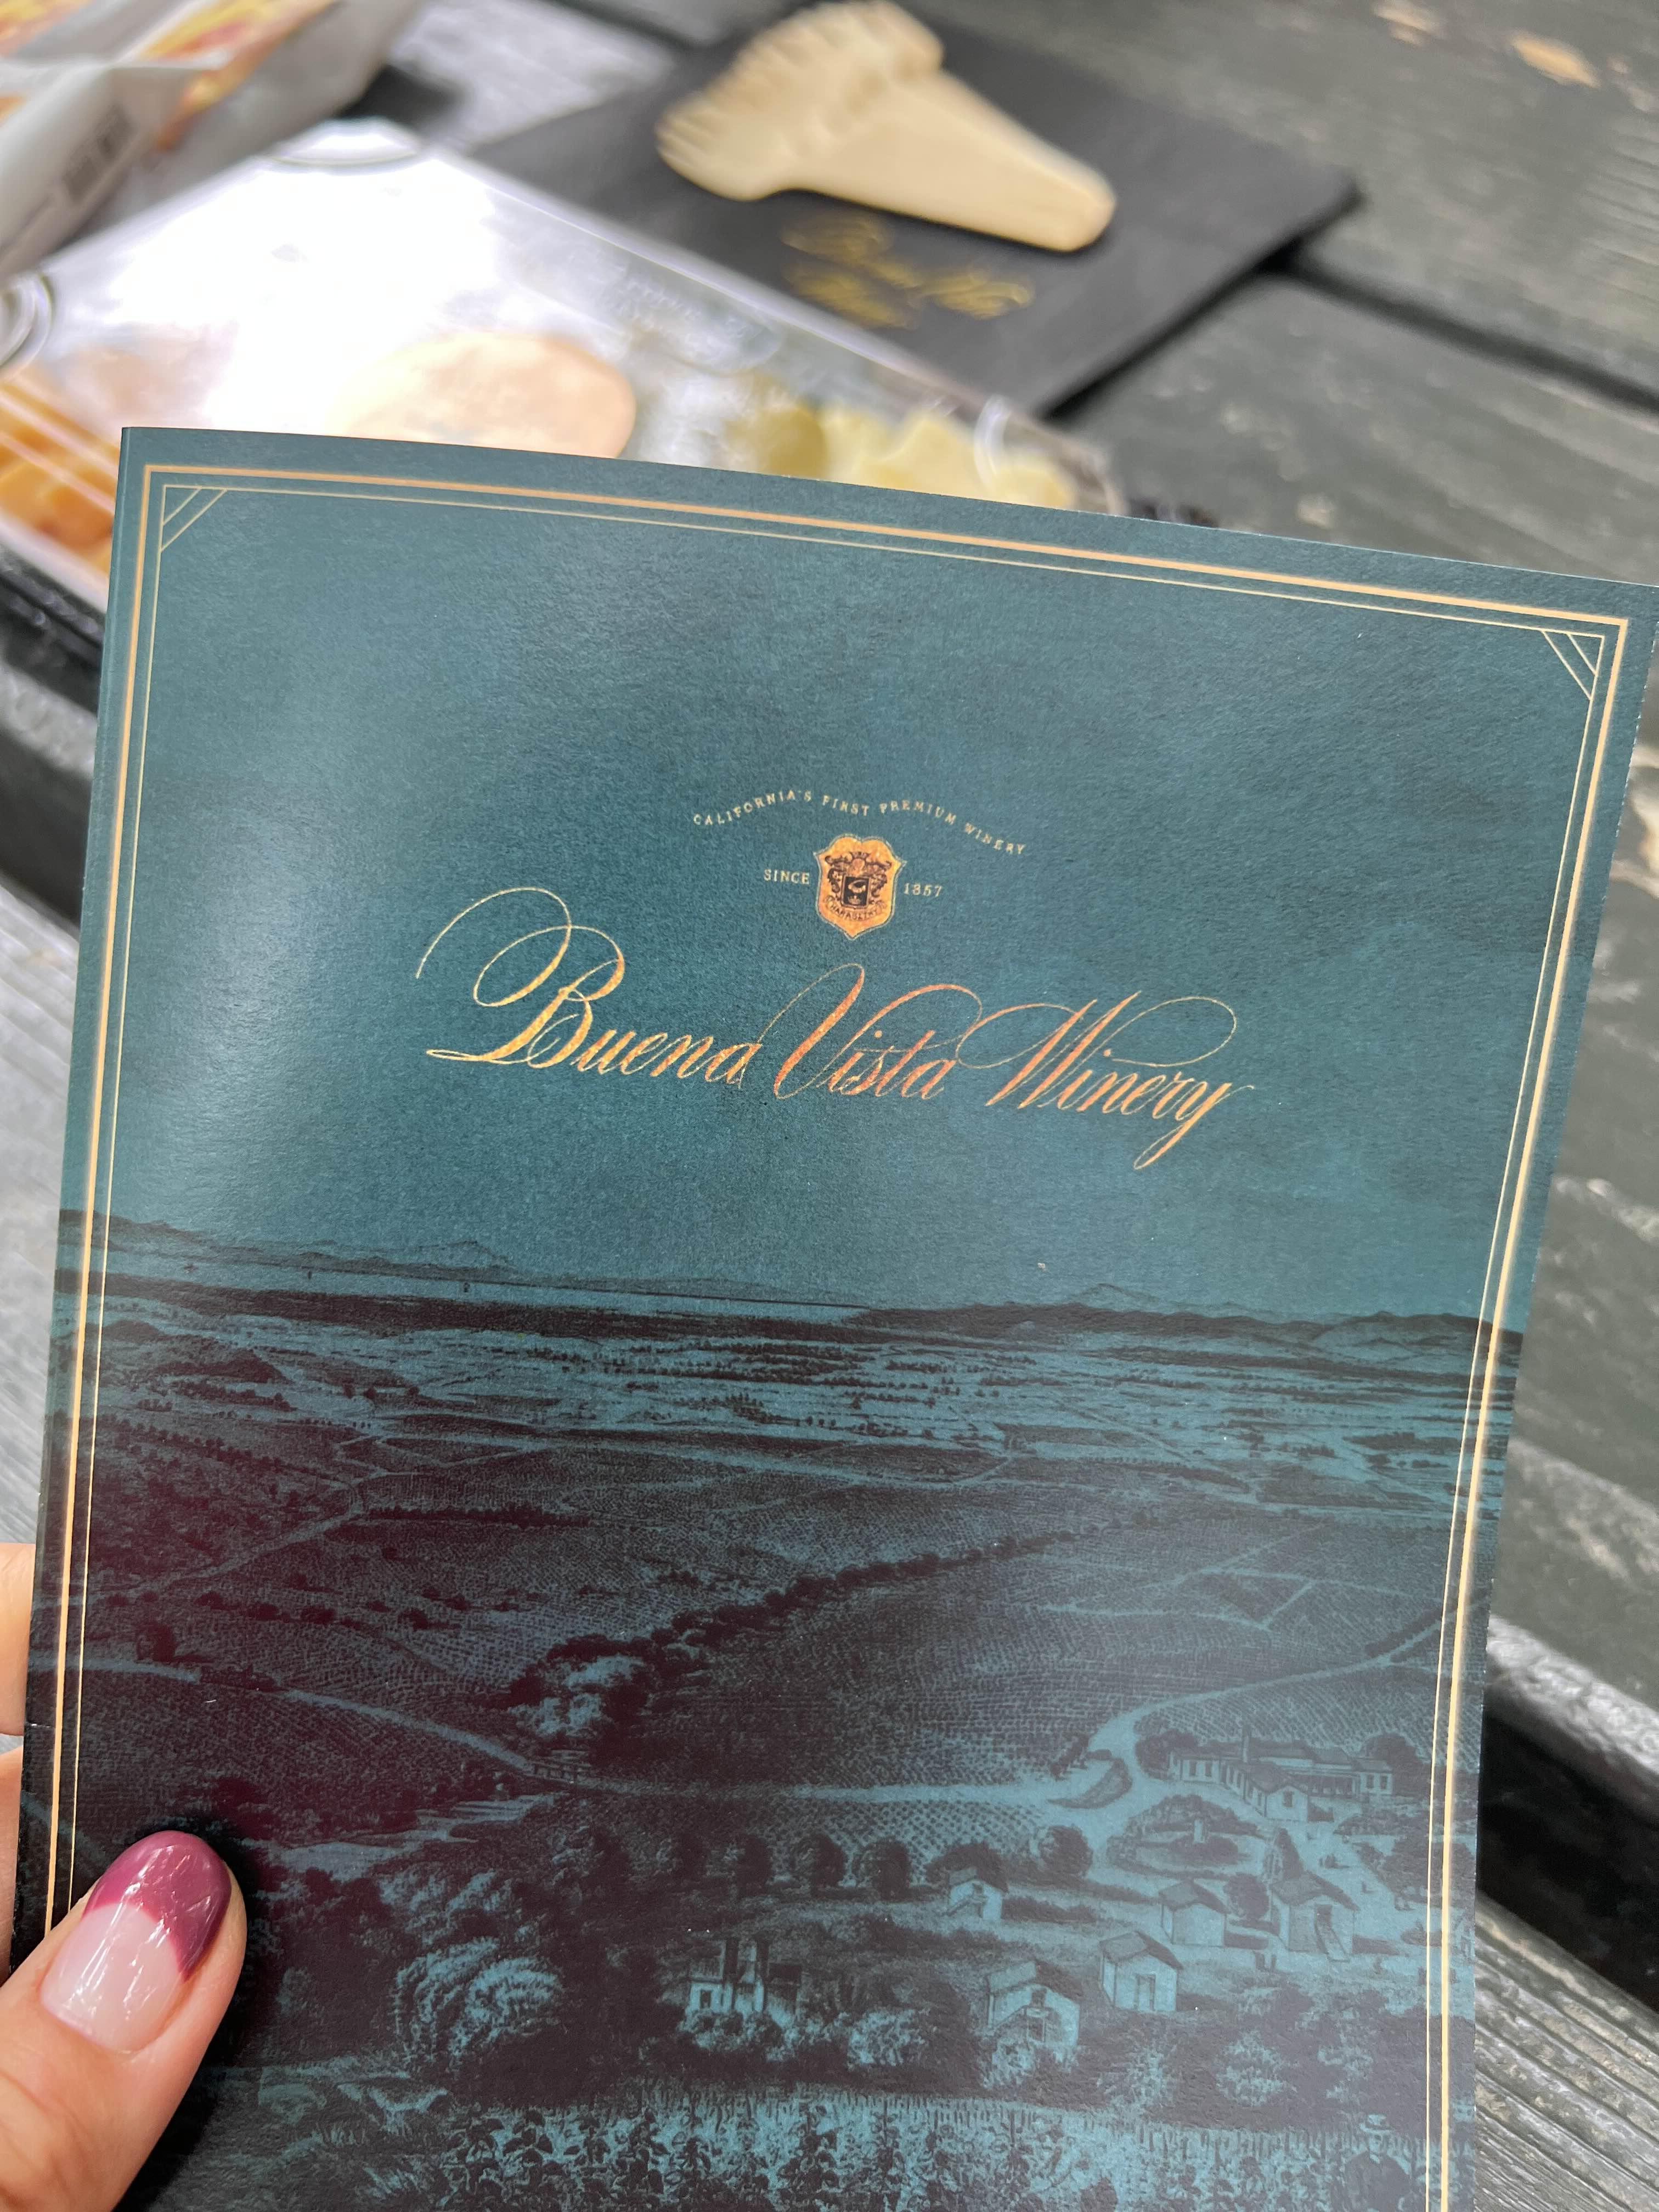 CALIFORNIA'S FIRST PREMIUM WINERY
SINCE 1857
Buena Vista Winery